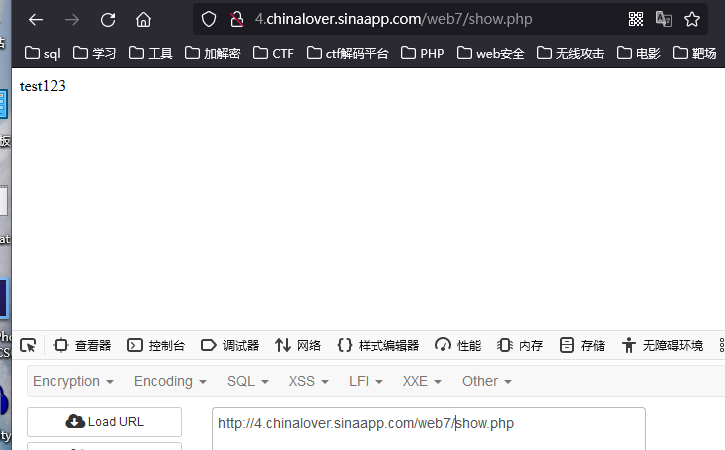 4.chinalover.sinaapp.com/web7/show.php
sql 学习 工具 加解密 CTF ctf解码平台 PHP web安全 无线攻击 电影 靶场
test123
查看器 控制台 调试器 网络 样式编辑器 性能 内存 存储 无障碍环境
Encryption Encoding SQL XSS LFI XXE Other
Load URL
http://4.chinalover.sinaapp.com/web7/show.php